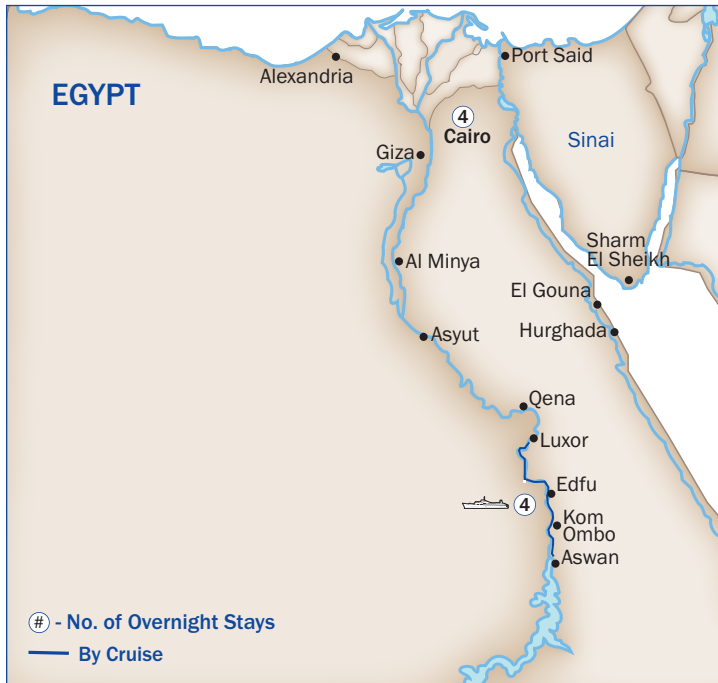 Alexandria
Port Said
EGYPT
4
Cairo
Sinai
Giza
Sharm
El Sheikh
Al Minya
El Gouna
Hurghada
Asyut
Qena
Luxor
Edfu
4
Kom
Ombo
Aswan
# - No. of Overnight Stays
By Cruise